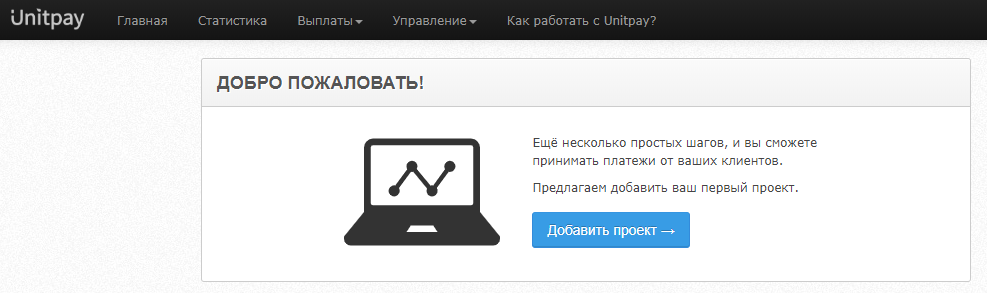 Unitpay Главная Статистика Выплаты Управление Как работать с Unitpay?
ДОБРО ПОЖАЛОВАТЬ!
Ещё несколько простых шагов, и вы сможете
принимать платежи от ваших клиентов.
Предлагаем добавить ваш первый проект.
Добавить проект →